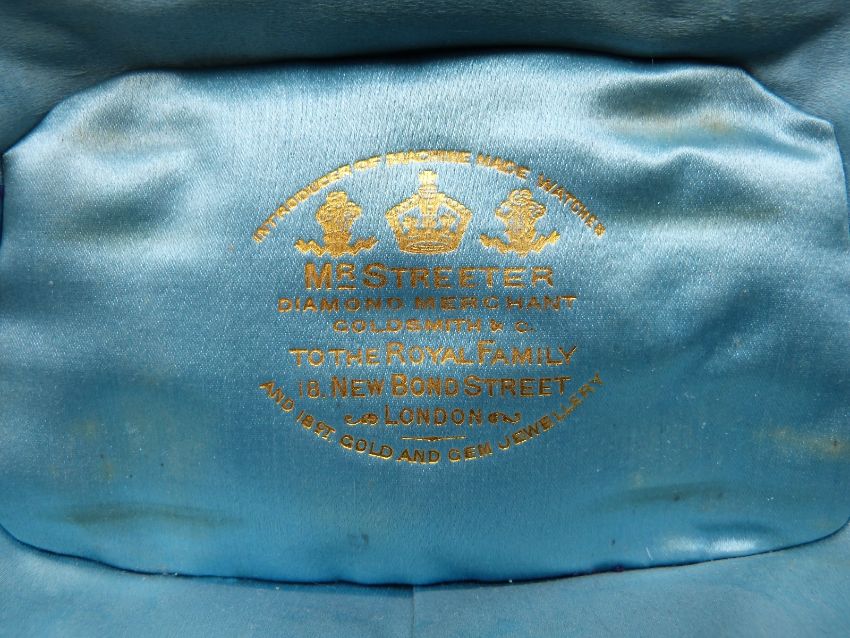 INTRODUCER OF MACHINE MADE WATCHES
MR STREETER
DIAMOND MERCHANT
GOLDSMITH & C.
TO THE ROYAL FAMILY
18, NEW BOND STREET
LONDON
AND 18 CT. GOLD AND GEM JEWELLERY